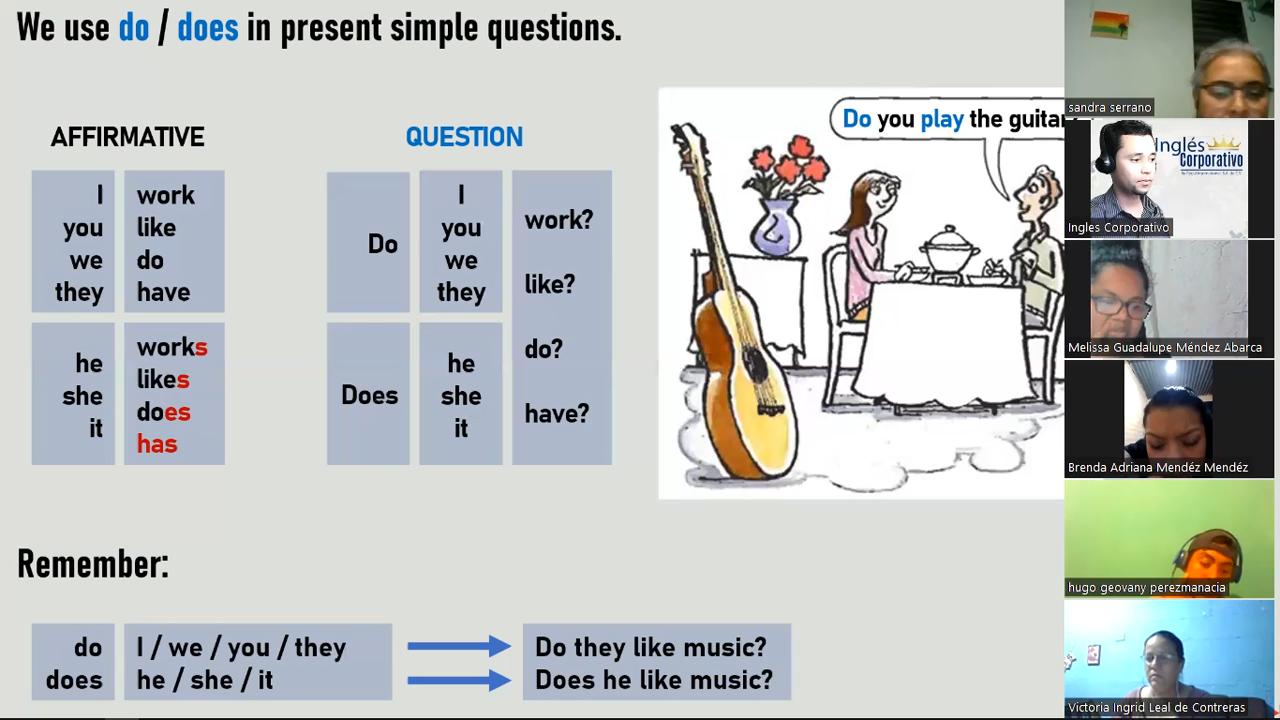 We use do / does in present simple questions.
AFFIRMATIVE
I
you
we
they
work
like
do
have
he
she
it
works
likes
does
has
QUESTION
Do
I
you
we
they
Does
he
she
it
work?
like?
do?
have?
Do you play the guitar
Remember:
do
does
I / we / you / they
he / she / it
Do they like music?
Does he like music?
sandra serrano
Inglés
Corporativo
Ingles Corporativo
Melissa Guadalupe Méndez Abarca
Brenda Adriana Mendéz Mendéz
hugo geovany perezmanacia
Victoria Ingrid Leal de Contreras